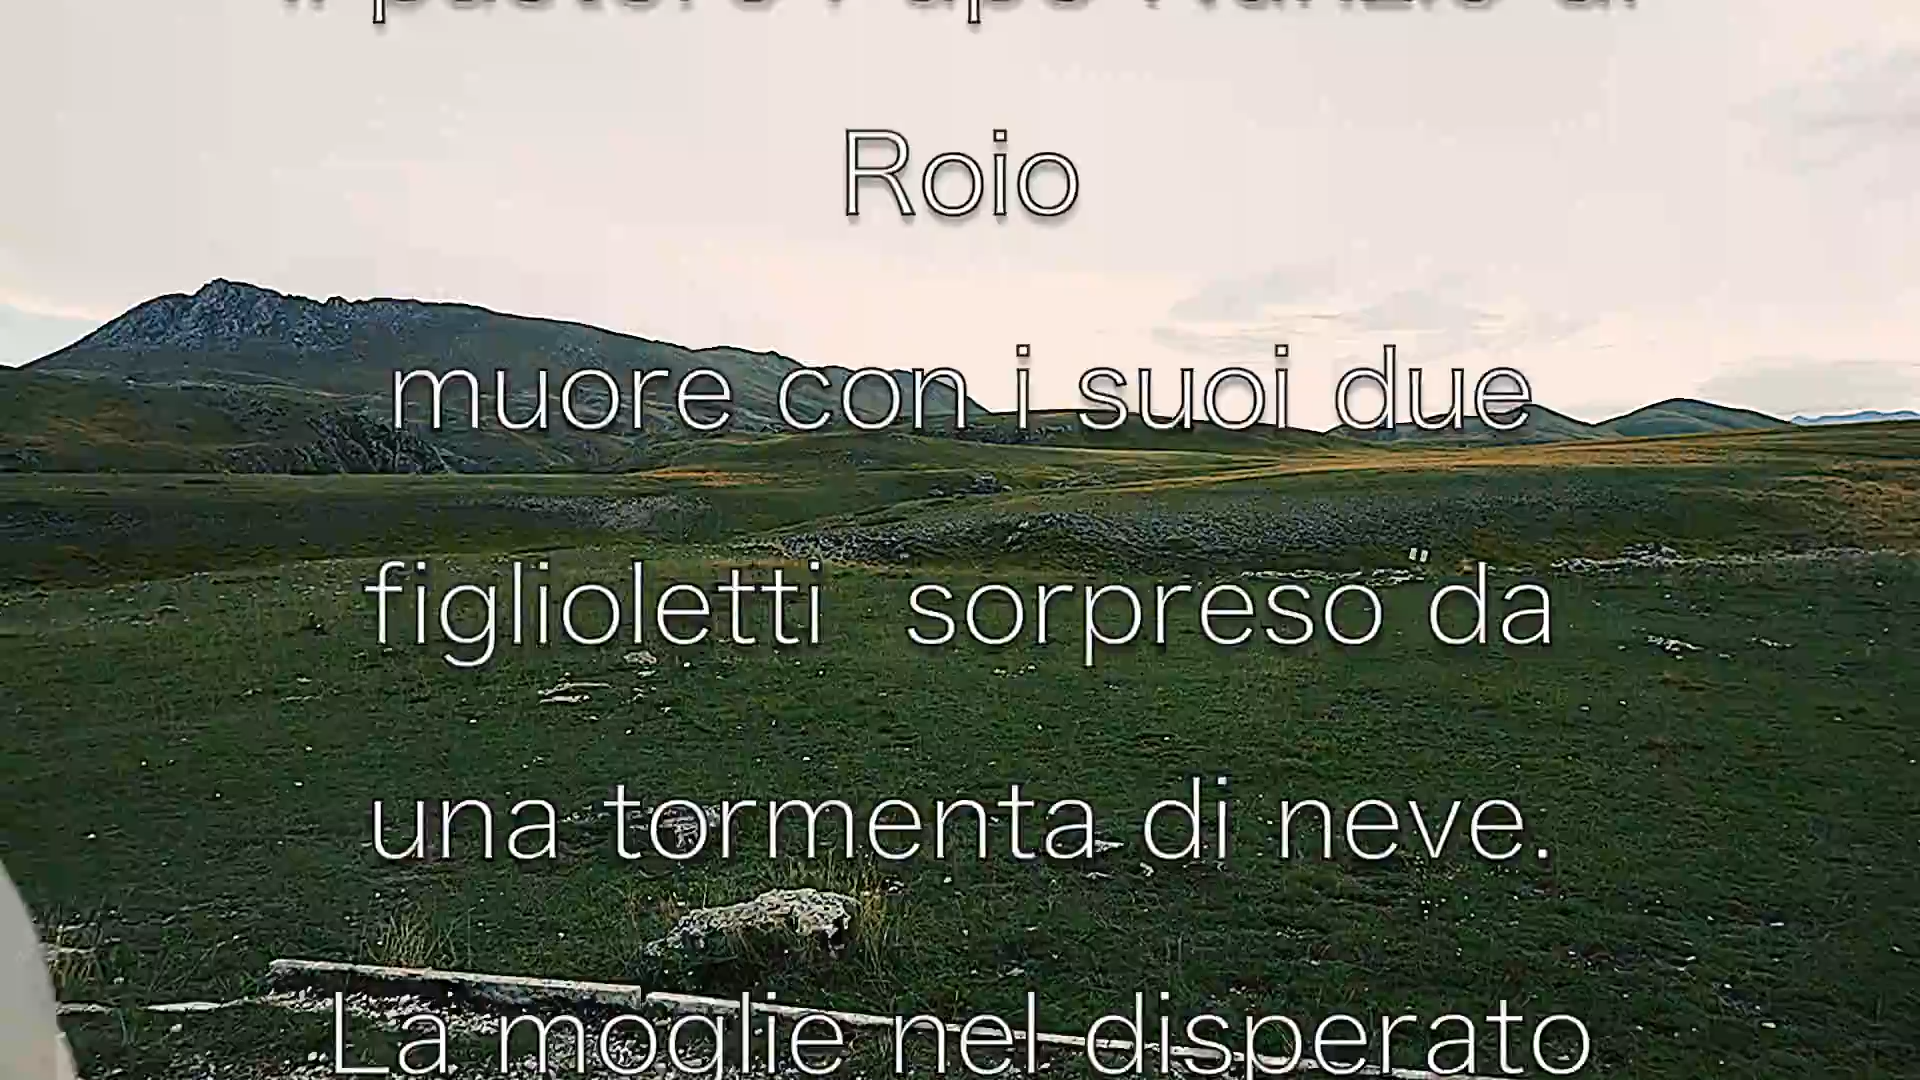 Roio
muore con i suoi due
figlioletti sorpreso "da
una tormenta di neve.
La moglie nel disperato